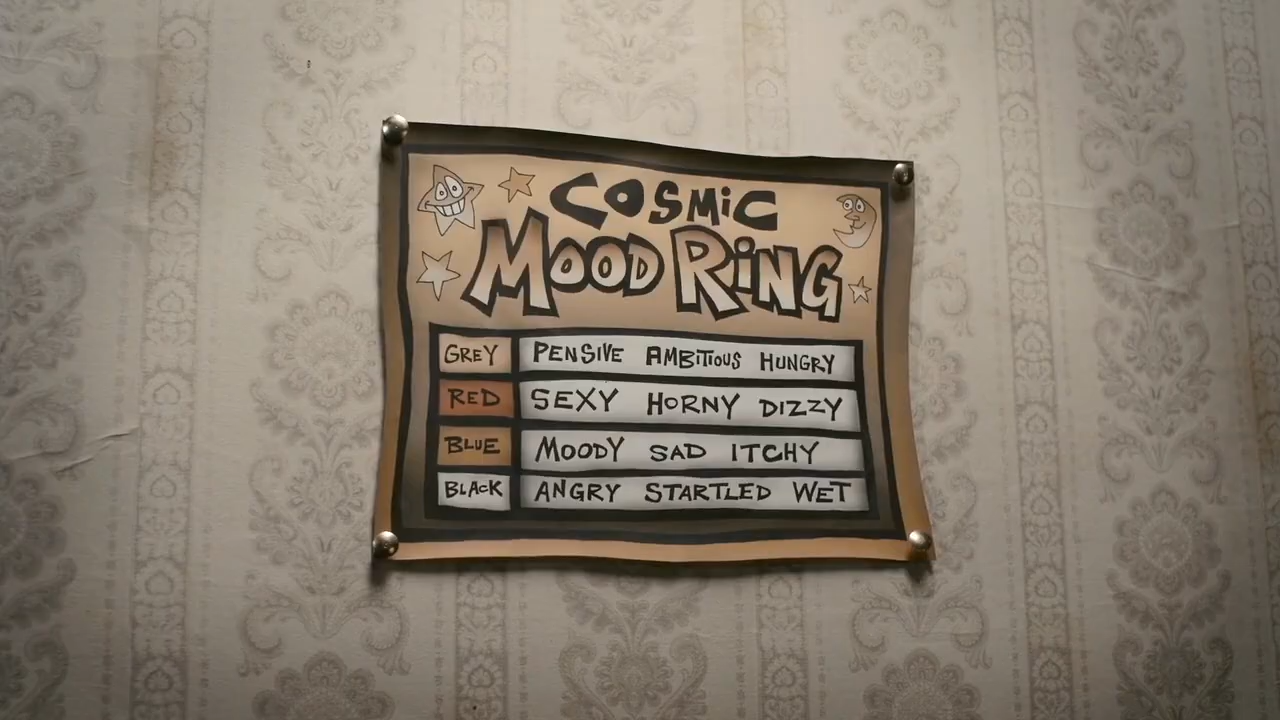 COSMIC
MOOD RING
GREY PENSIVE AMBITIOUS HUNGRY
RED SEXY HORNY DIZZY
BLUE MOODY SAD ITCHY
BLACK ANGRY STARTLED WET